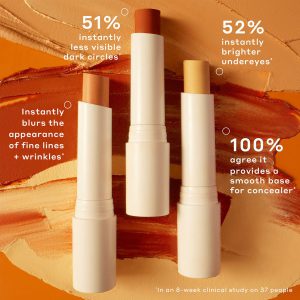 51%
instantly
less visible
dark circles*
52%
instantly
brighter
undereyes*
Instantly
blurs the
appearance
of fine lines
+ wrinkles*
100%
agree it
provides a
smooth base
for concealer*
*In an 8-week clinical study on 37 people